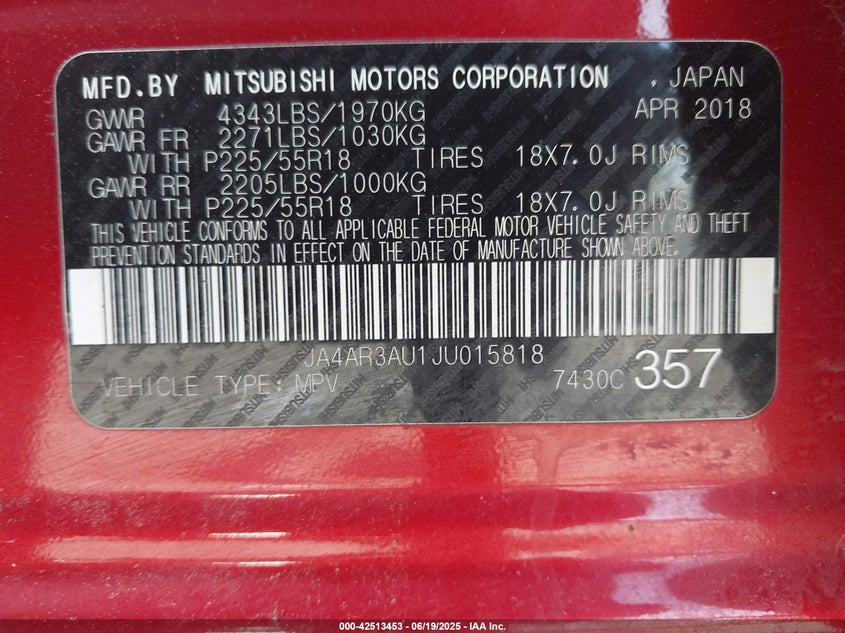 MFD.BY MITSUBISHI MOTORS CORPORATION , JAPAN
GVWR 4343LBS/1970KG APR 2018
GAWR FR 2271LBS/1030KG
WITH P225/55R18 TIRES 18X7.0J RIMS
GAWR RR 2205LBS/1000KG
WITH P225/55R18 TIRES 18X7.0J RIMS
THIS VEHICLE CONFORMS TO ALL APPLICABLE FEDERAL MOTOR VEHICLE SAFETY AND THEFT
PREVENTION STANDARDS IN EFFECT ON THE DATE OF MANUFACTURE SHOWN ABOVE.
JA4AR3AU1JU015818
VEHICLE TYPE:MPV 7430C 357
000-42513453 - 06/19/2025 - IAA Inc.